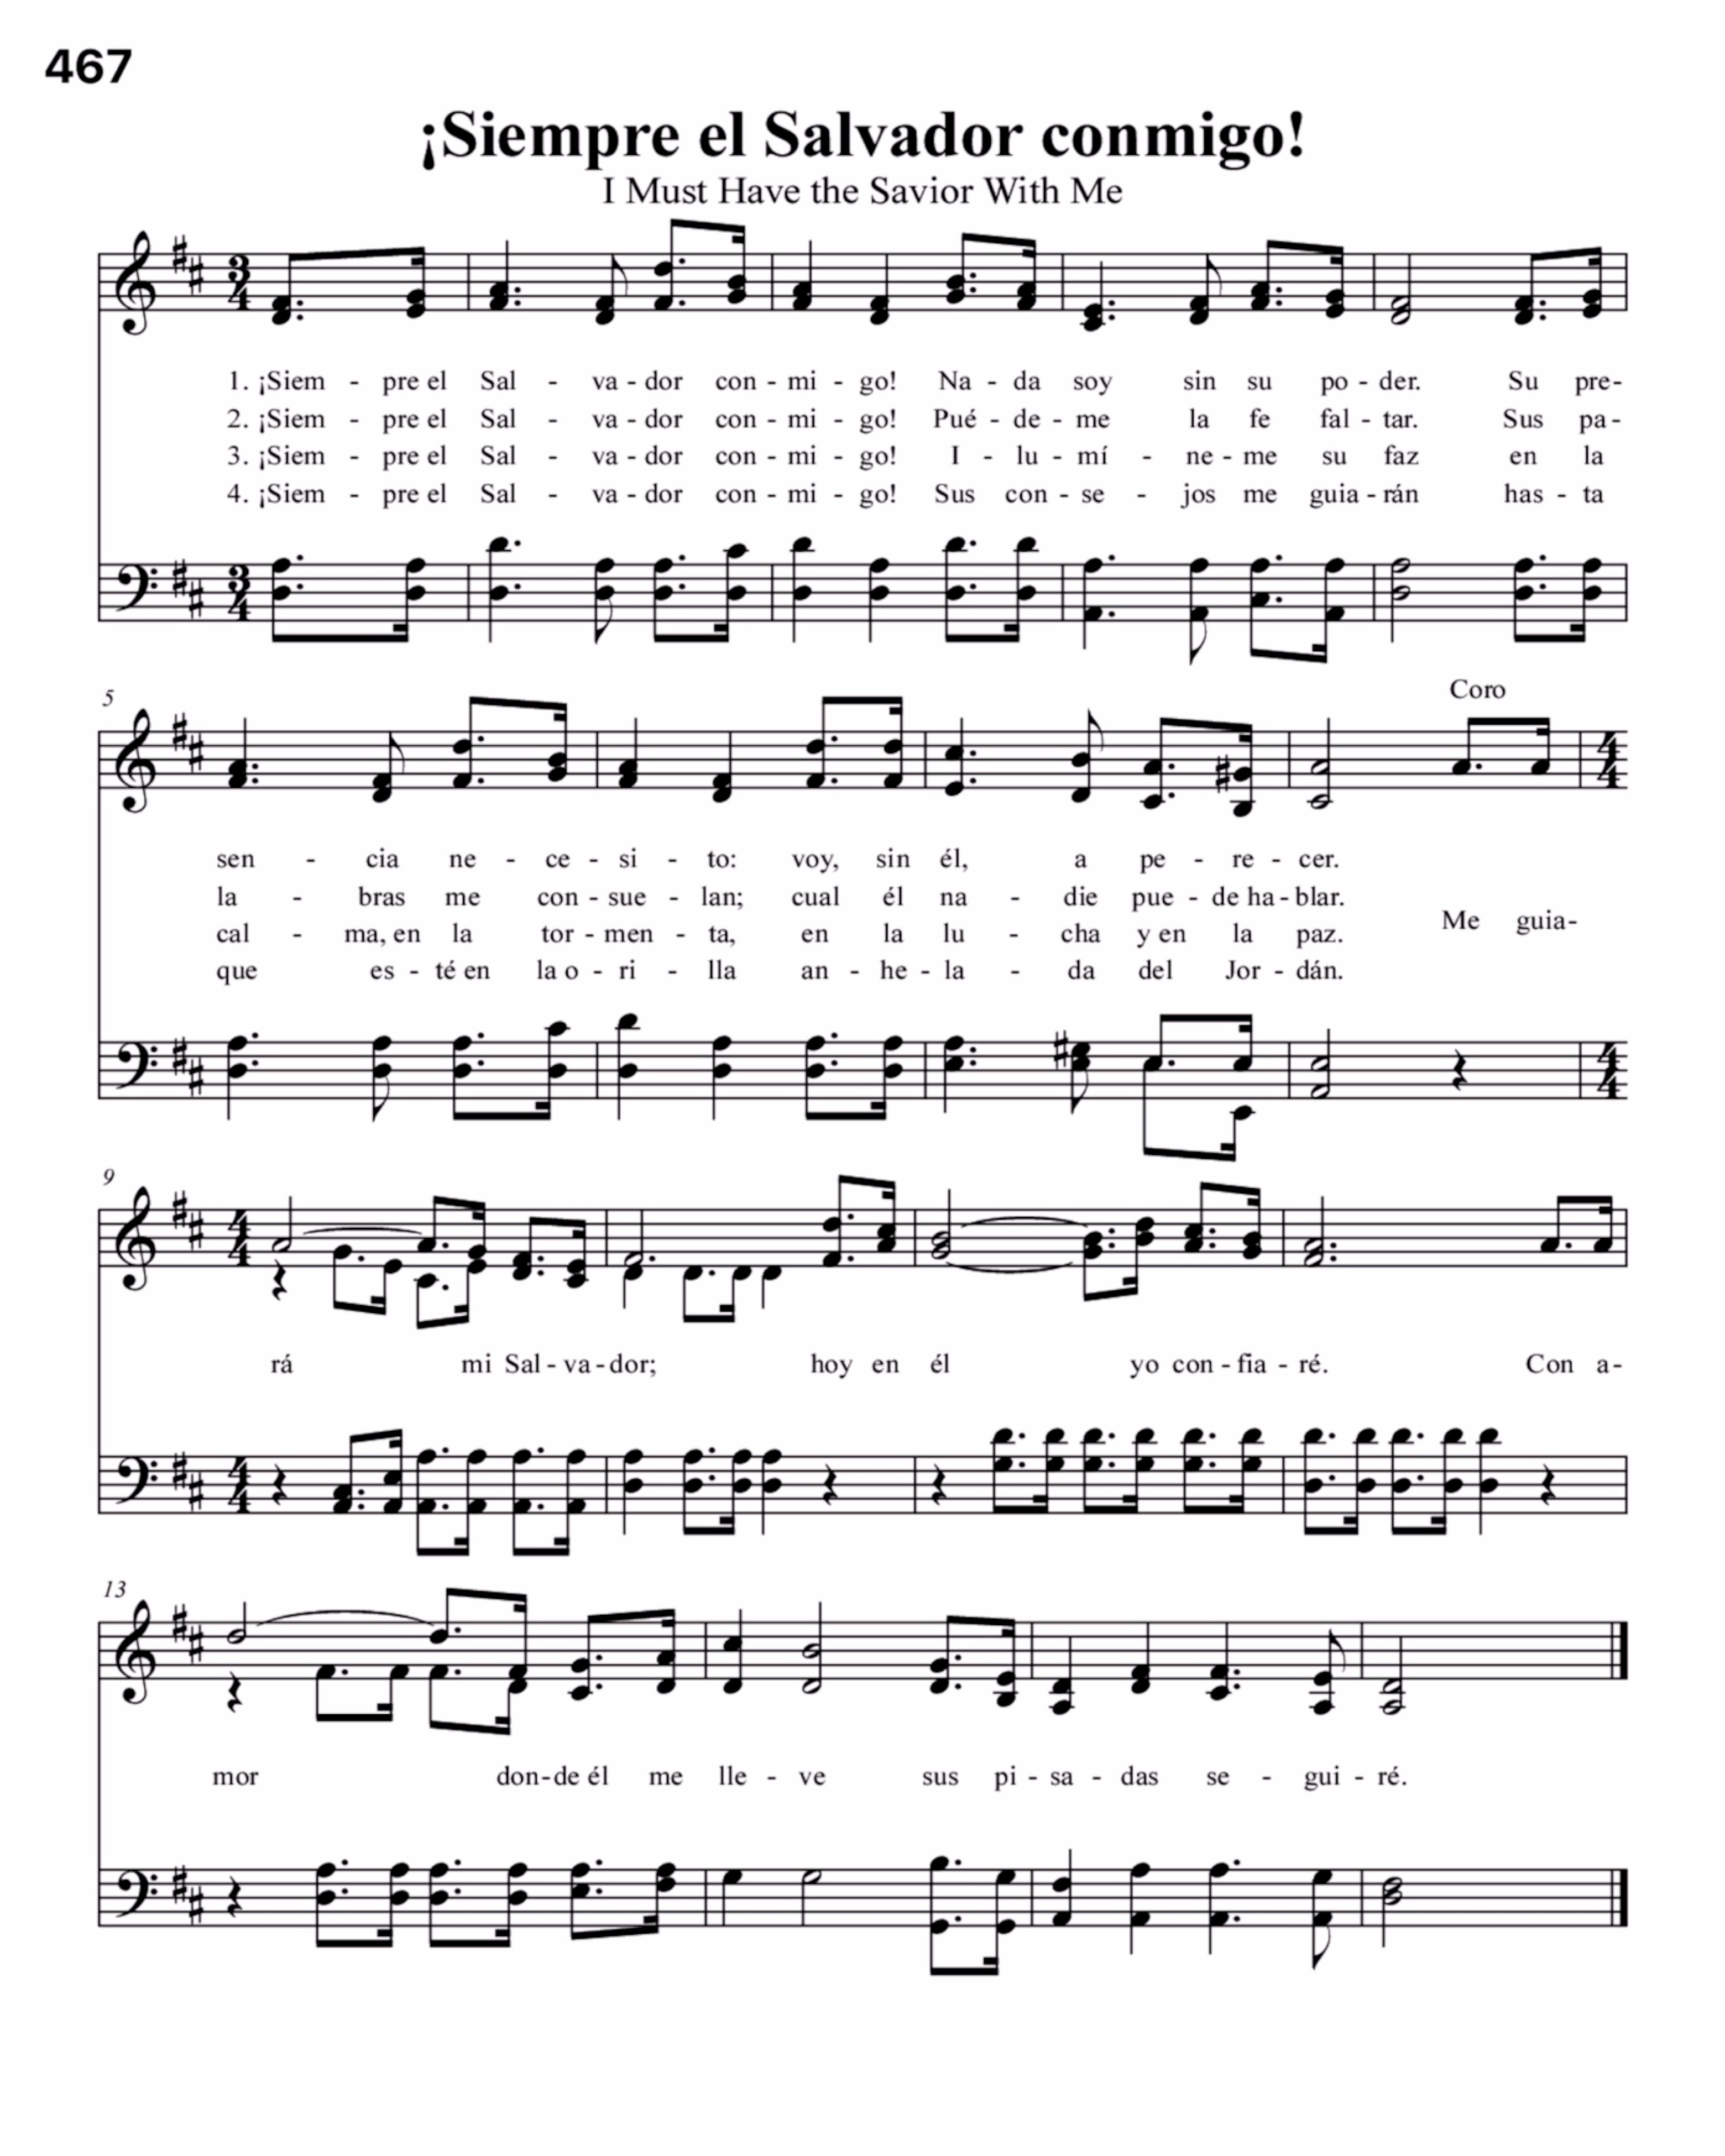 467
¡Siempre el Salvador conmigo!
I Must Have the Savior With Me
1. ¡Siem - pre el Sal - va - dor con - mi - go! Na - da soy sin su po - der. Su pre-
2. ¡Siem - pre el Sal - va - dor con - mi - go! Pué - de - me la fe fal - tar. Sus pa -
3. ¡Siem - pre el Sal - va - dor con - mi - go! I - lu - mí - ne - me su faz en la
4. ¡Siem - pre el Sal - va - dor con - mi - go! Sus con - se - jos me guia - rán has - ta
5
Coro
sen - cia ne - ce - si - to: voy, sin él, a pe - re - cer.
la - bras me con - sue - lan; cual él na - die pue - de ha - blar.
Me guia-
cal - ma, en la tor - men - ta, en la lu - cha y en la paz.
que es - té en la o - ri - lla an - he - la - da del Jor - dán.
9
rá mi Sal - va - dor; hoy en él yo con - fia - ré. Con a-
13
mor don - de él me lle - ve sus pi - sa - das se - gui - ré.